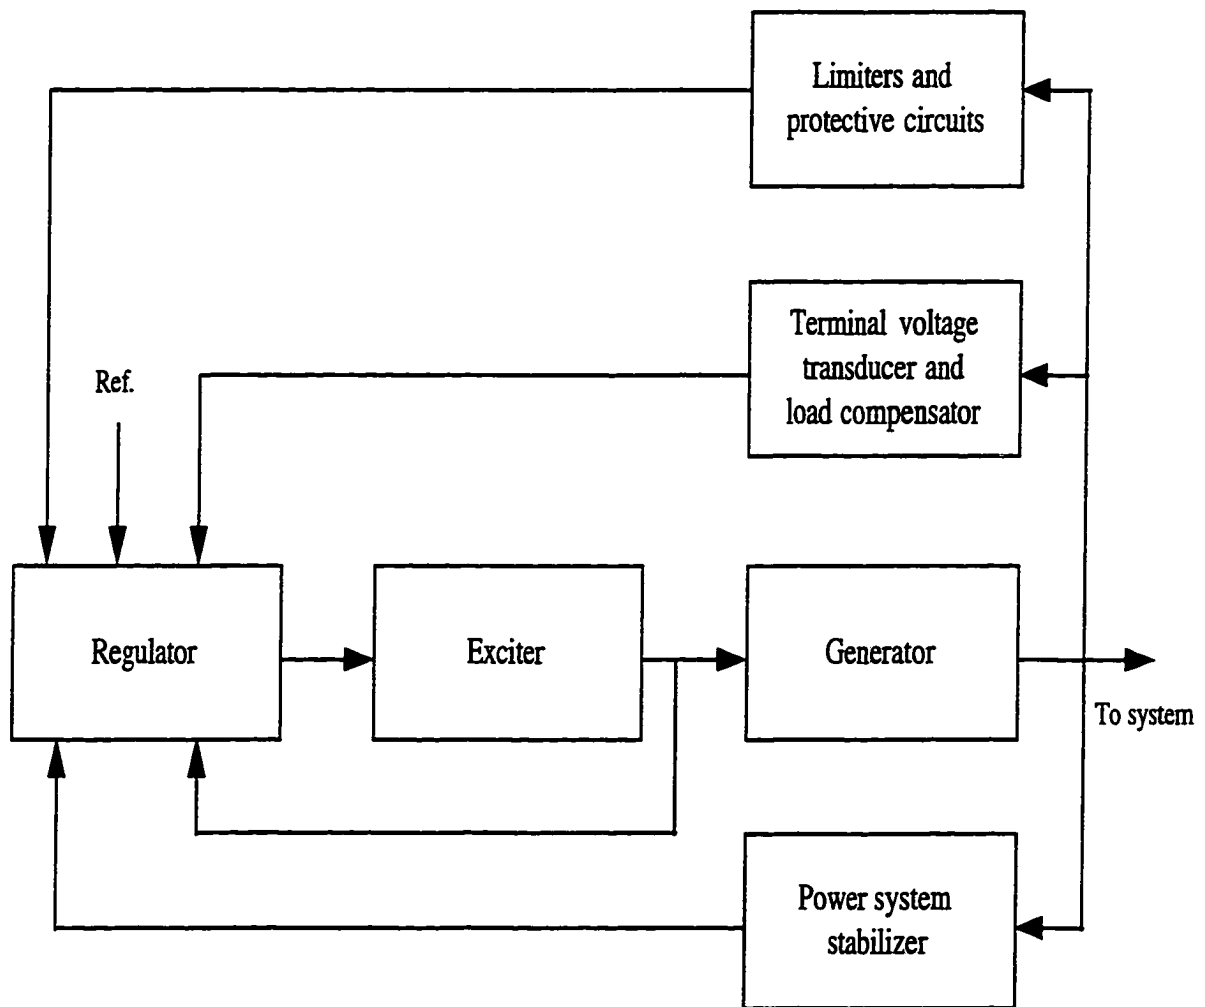 Limiters and
protective circuits
Terminal voltage
transducer and
load compensator
Ref.
Regulator
Exciter
Generator
To system
Power system
stabilizer